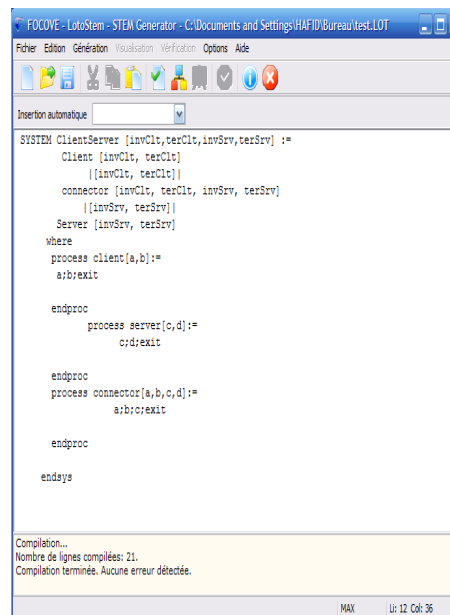 FOCOVE - LotoStem - STEM Generator - C:\Documents and Settings\HAFID\Bureau\test.LOT
Fichier Edition Génération Visualisation Vérification Options Aide
Insertion automatique
SYSTEM ClientServer [invClt,terClt,invSrv,terSrv] :=
Client [invClt, terClt]
|[invClt, terClt]|
connector [invClt, terClt, invSrv, terSrv]
|[invSrv, terSrv]|
Server [invSrv, terSrv]
where
process client[a,b]:=
a;b;exit
endproc
process server[c,d]:=
c;d;exit
endproc
process connector[a,b,c,d]:=
a;b;c;exit
endproc
endsys
Compilation...
Nombre de lignes compilées: 21.
Compilation terminée. Aucune erreur détectée.
MAX Li: 12 Col: 36